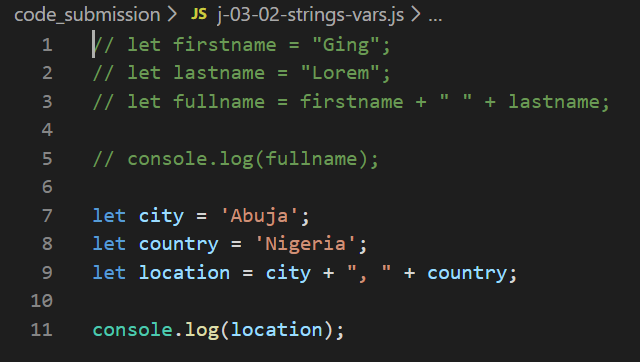 code_submission > JS j-03-02-strings-vars.js > ...
1 // let firstname = "Ging";
2 // let lastname = "Lorem";
3 // let fullname = firstname + " " + lastname;
4
5 // console.log(fullname);
6
7 let city = 'Abuja';
8 let country = 'Nigeria';
9 let location = city + ", " + country;
10
11 console.log(location);